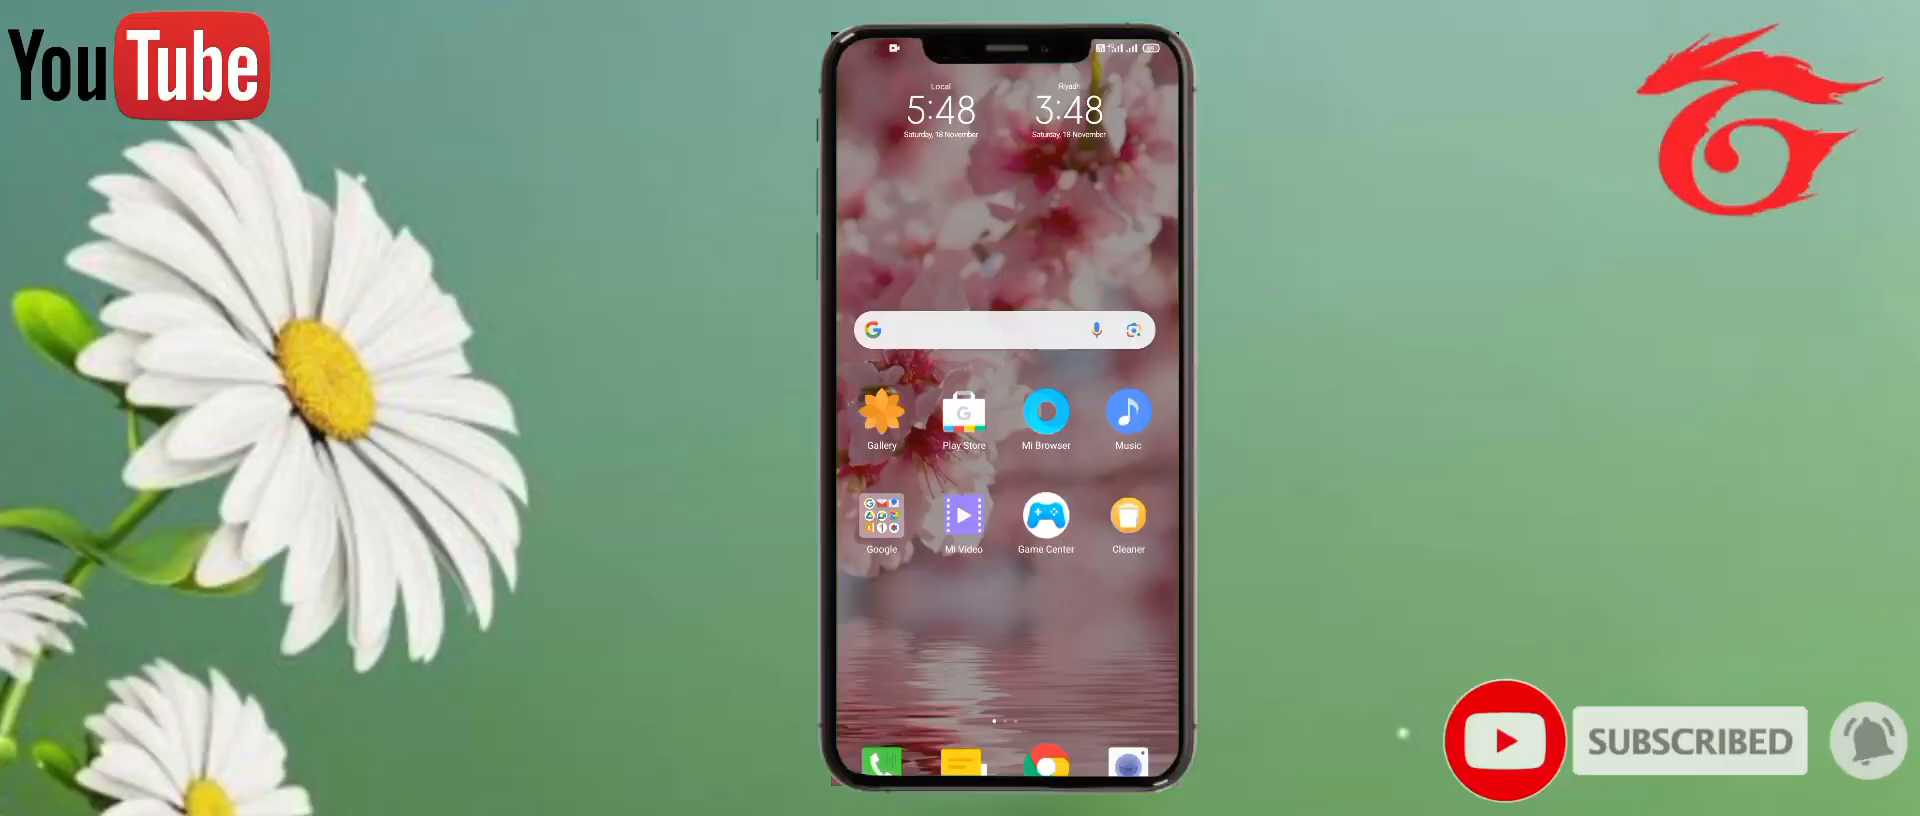 YouTube
Local
Riyadh
5:48
3:48
Saturday, 18 November
Saturday, 18 November
Gallery
Play Store
Mi Browser
Music
Google
Mi Video
Game Center
Cleaner
SUBSCRIBED